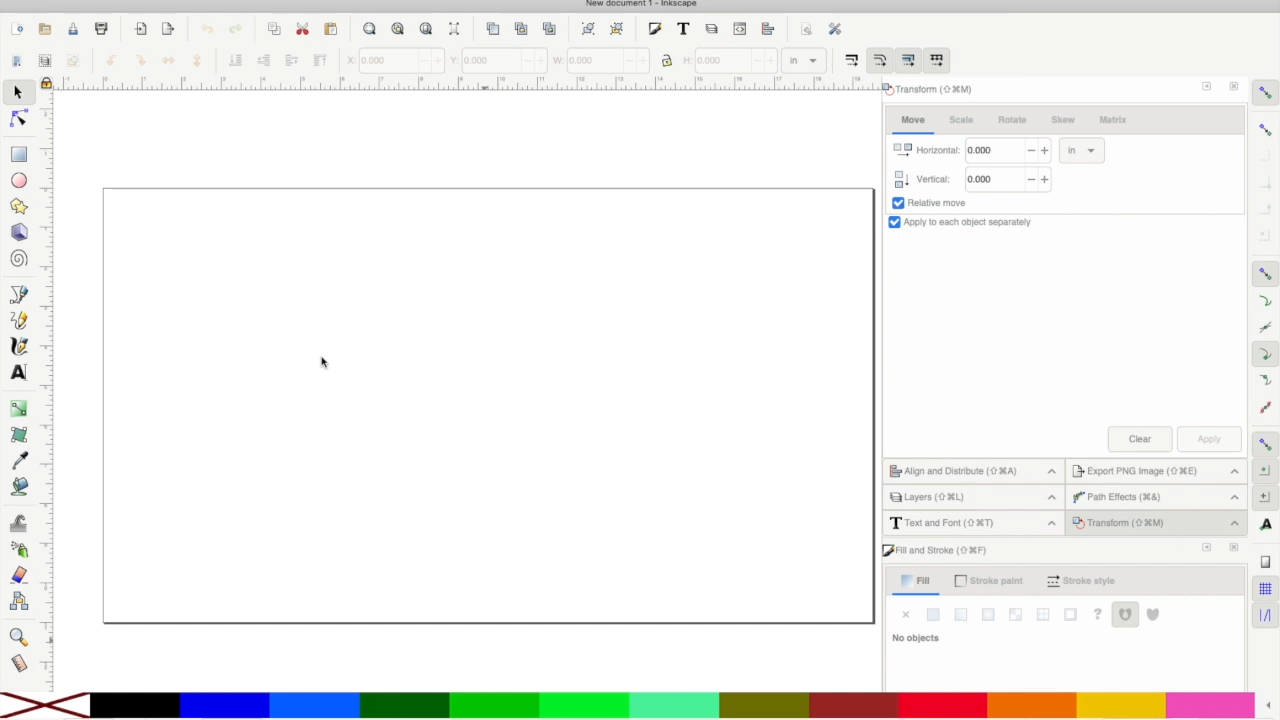 New document 1 - Inkscape
X: 0.000 Y: 0.000 W: 0.000 H: 0.000 in
Transform (⇧⌘M)
Move Scale Rotate Skew Matrix
Horizontal: 0.000 in
Vertical: 0.000
Relative move
Apply to each object separately
Clear Apply
Align and Distribute (⇧⌘A) Export PNG Image (⇧⌘E)
Layers (⇧⌘L) Path Effects (⌘&)
Text and Font (⇧⌘T) Transform (⇧⌘M)
Fill and Stroke (⇧⌘F)
Fill Stroke paint Stroke style
No objects